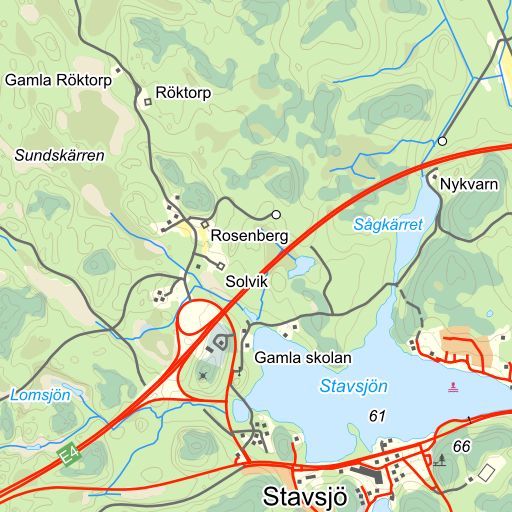 Gamla Röktorp
Röktorp
Sundskärren
Nykvarn
Sågkärret
Rosenberg
Solvik
Gamla skolan
Stavsjön
Lomsjön
61
66
E4
Stavsjö